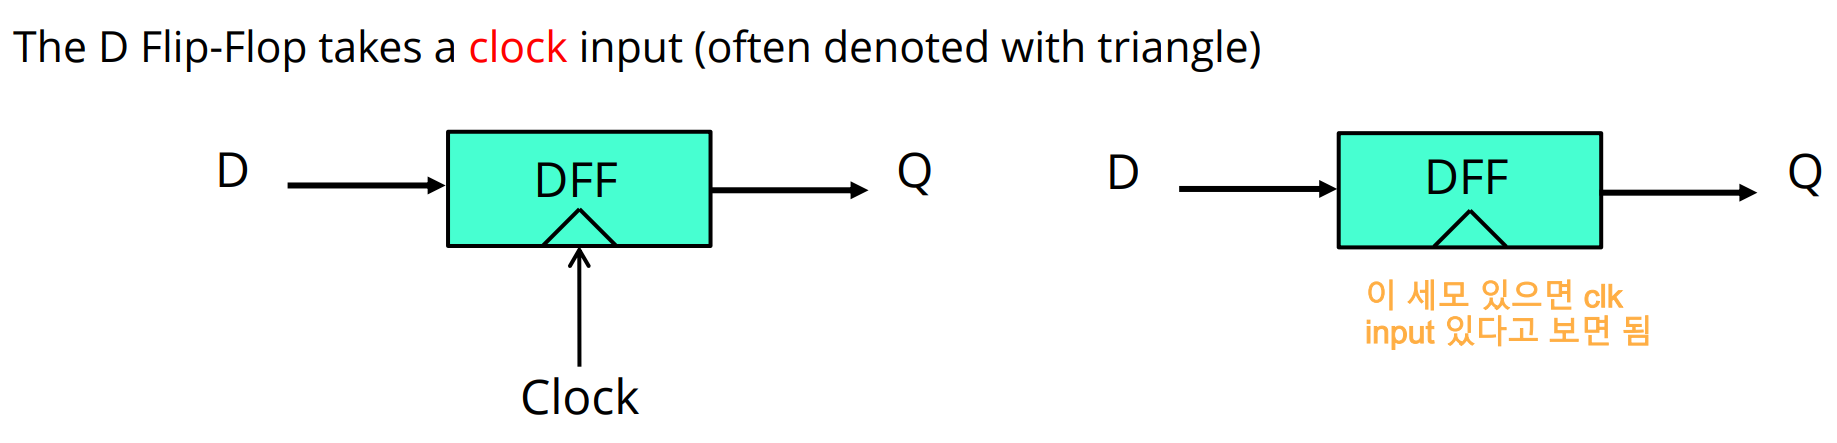 The D Flip-Flop takes a clock input (often denoted with triangle)
D
DFF
Q
Clock
D
DFF
Q
이 세모 있으면 clk
input 있다고 보면 됨